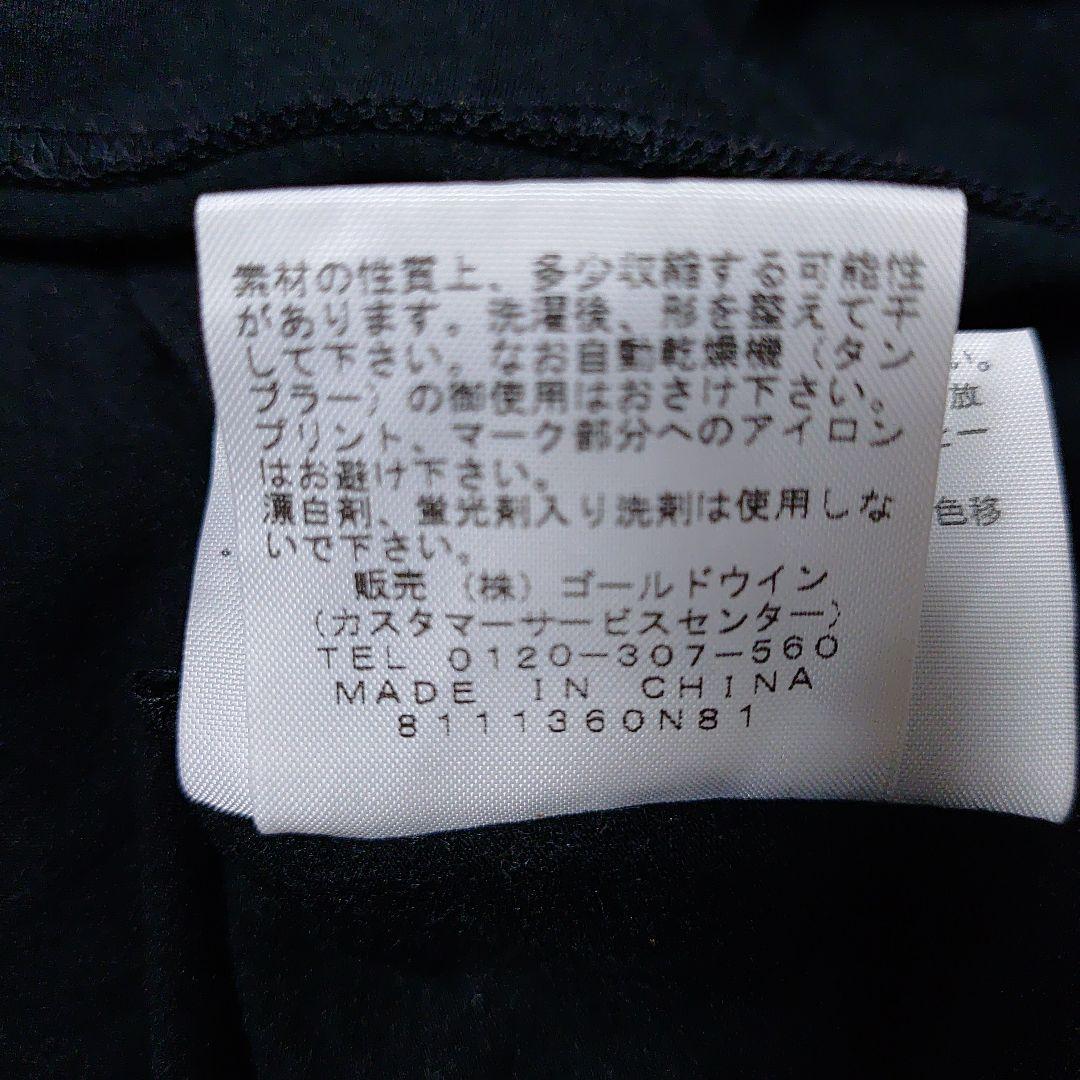 素材の性質上、多少収縮する可能性
があります。洗濯後、形を整えて干
して下さい。なお自動乾燥機（タン
ブラー）の御使用はおさけ下さい。
プリント、マーク部分へのアイロン
はお避け下さい。
漂白剤、蛍光剤入り洗剤は使用しな
いで下さい。
販売（株）ゴールドウイン
（カスタマーサービスセンター）
TEL 0120-307-560
MADE IN CHINA
8111360N81
い。
放
ー
色移